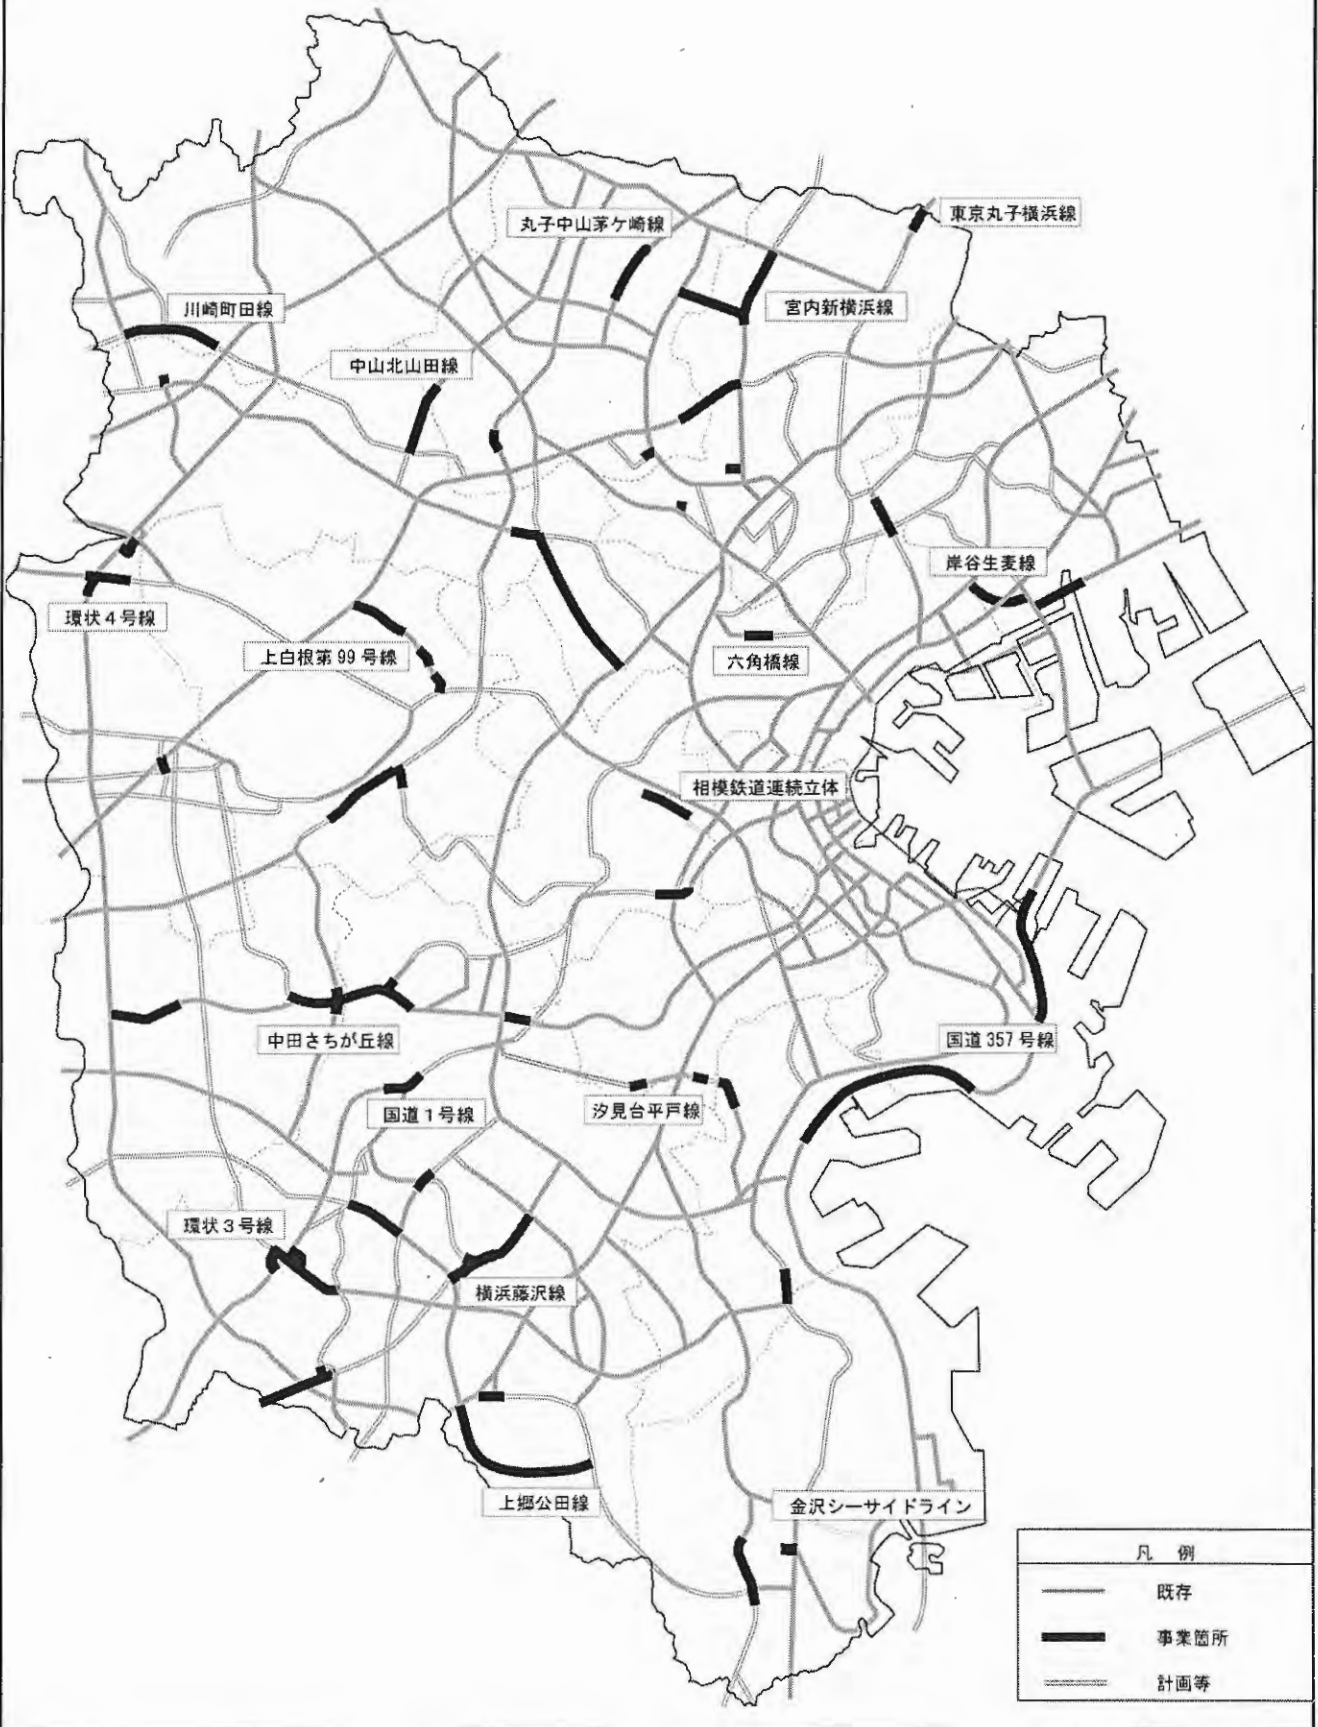 東京丸子横浜線
丸子中山茅ケ崎線
宮内新横浜線
川崎町田線
中山北山田線
岸谷生麦線
環状4号線
上白根第99号線
六角橋線
相模鉄道連続立体
中田さちが丘線
国道357号線
国道1号線
汐見台平戸線
環状3号線
横浜藤沢線
上郷公田線
金沢シーサイドライン
凡 例
既存
事業箇所
計画等